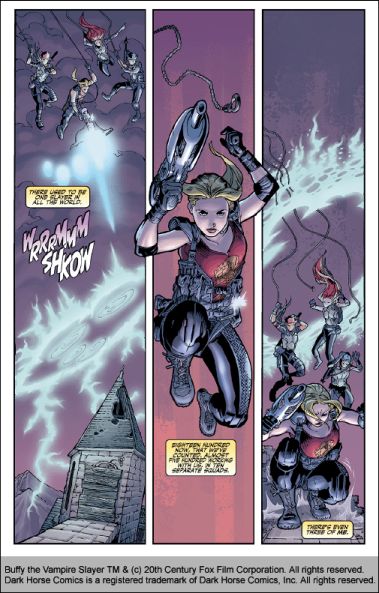 THERE USED TO BE
ONE SLAYER IN
ALL THE WORLD.
WRRRMMM
SHKOW
EIGHTEEN HUNDRED
NOW, THAT WE'VE
COUNTED. ALMOST
FIVE HUNDRED WORKING
WITH US, IN TEN
SEPARATE SQUADS.
THERE'S EVEN
THREE OF ME.
Buffy the Vampire Slayer TM & (c) 20th Century Fox Film Corporation. All rights reserved.
Dark Horse Comics is a registered trademark of Dark Horse Comics, Inc. All rights reserved.